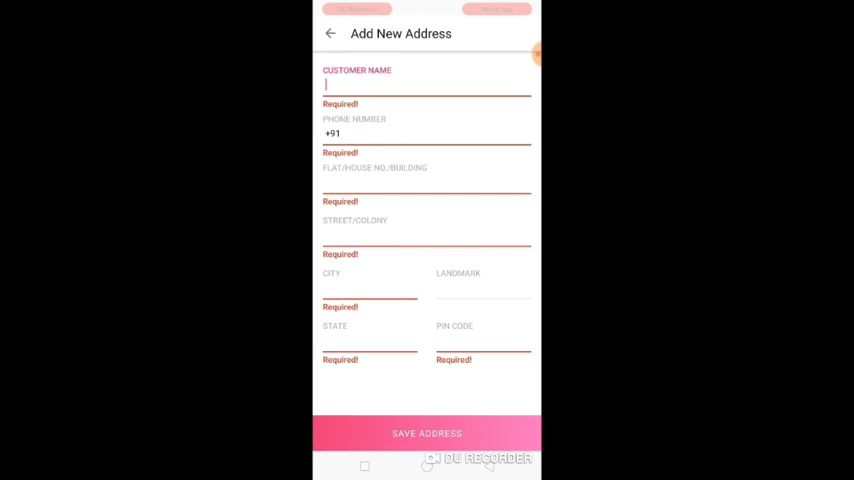 Add New Address
CUSTOMER NAME
Required!
PHONE NUMBER
+91
Required!
FLAT/HOUSE NO./BUILDING
Required!
STREET/COLONY
Required!
CITY LANDMARK
Required!
STATE PIN CODE
Required! Required!
SAVE ADDRESS
DU RECORDER